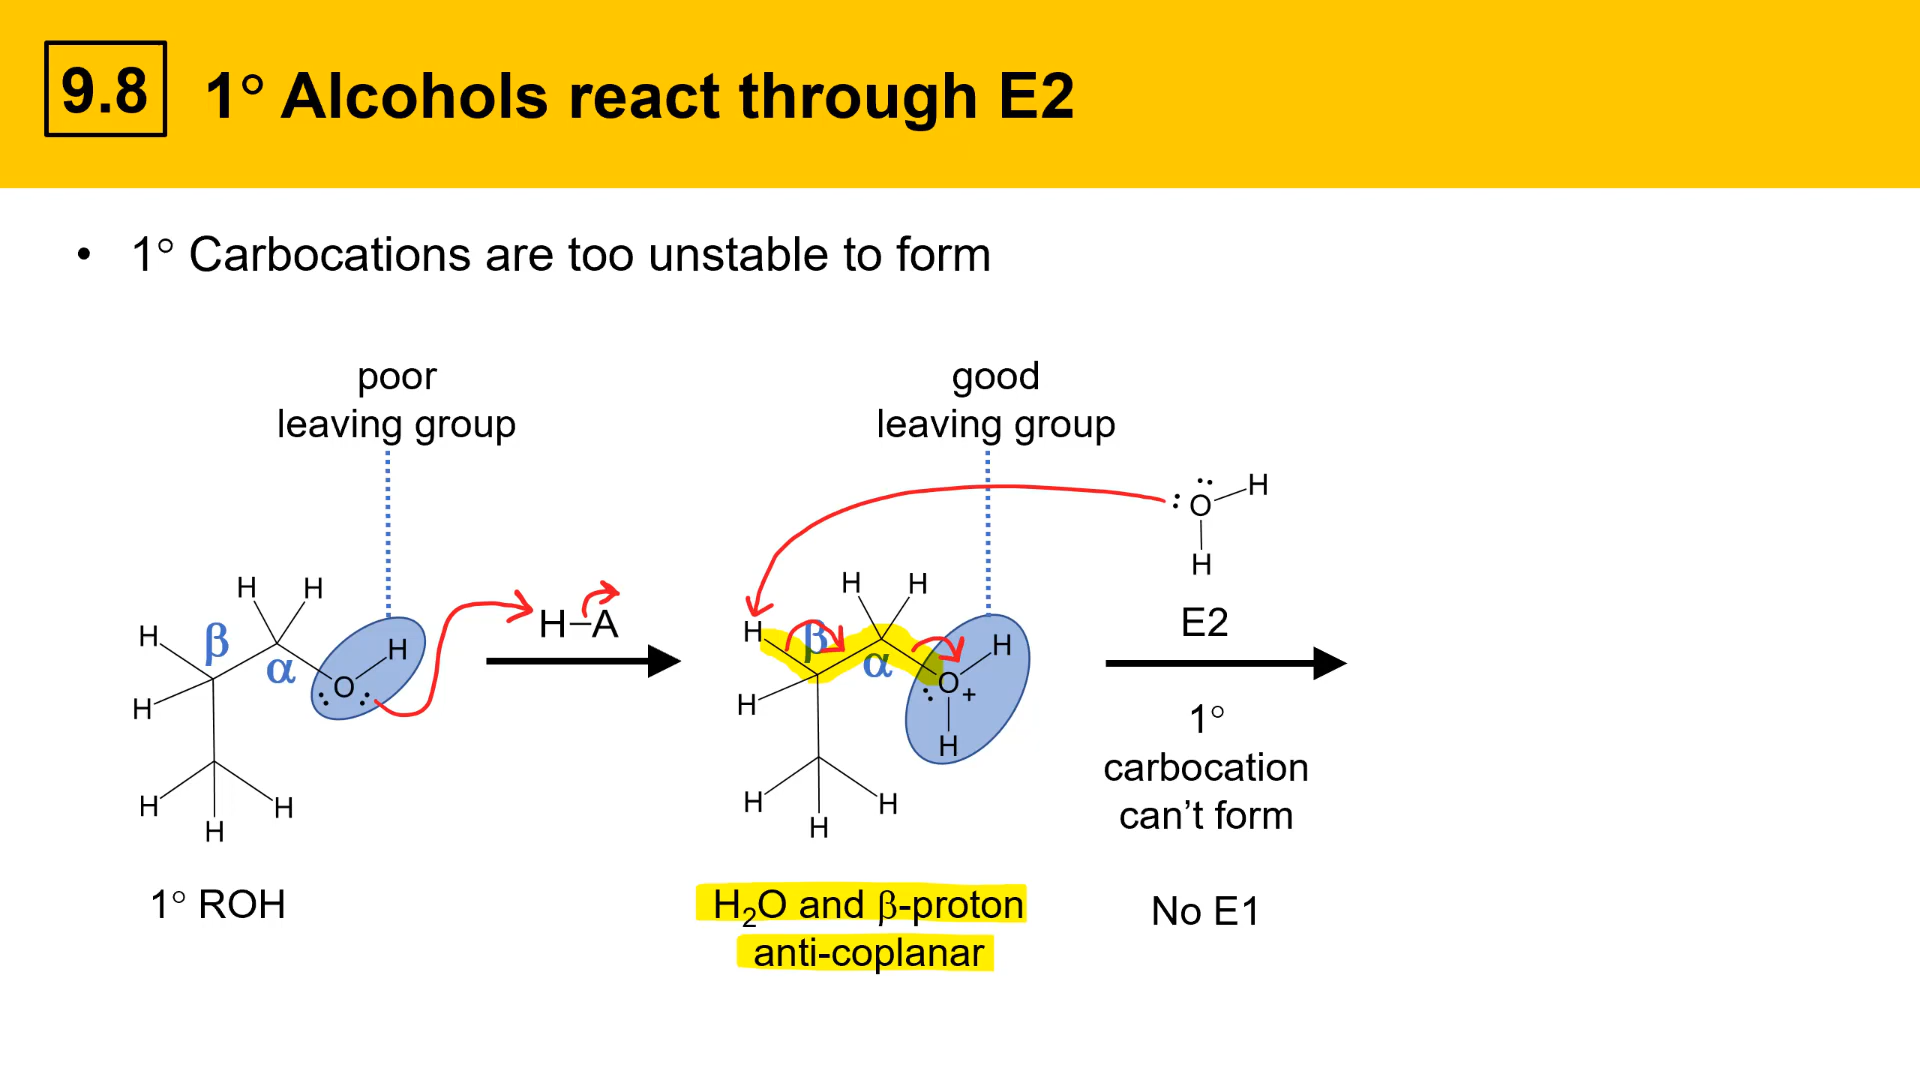 9.8
1° Alcohols react through E2
• 1° Carbocations are too unstable to form
poor
leaving group
good
leaving group
H H
H β α H
H O
H H
H
H–A
H H
H β α H
H O +
H
H H
H
O H
H
E2
1°
carbocation
can’t form
1° ROH
H₂O and β-proton
anti-coplanar
No E1